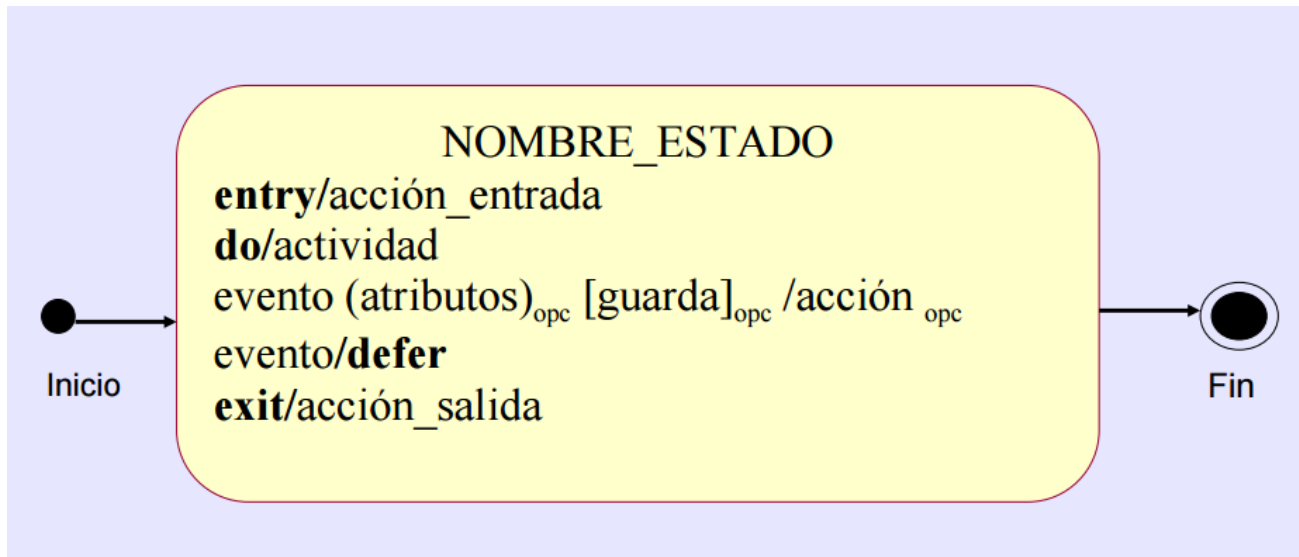 NOMBRE_ESTADO
entry/acción_entrada
do/actividad
evento (atributos)opc [guarda]opc /acción opc
evento/defer
exit/acción_salida
Inicio
Fin